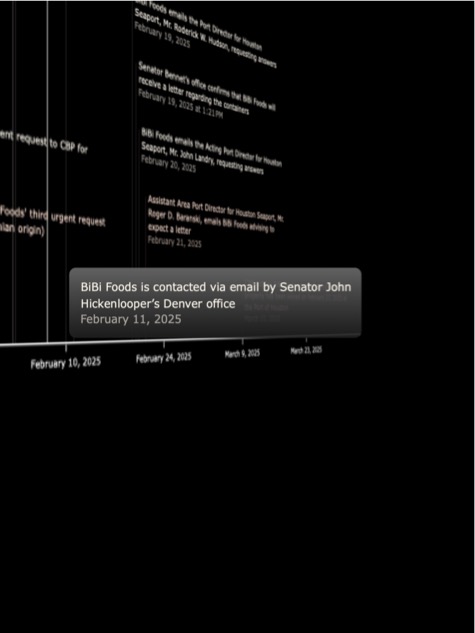 BiBi Foods emails the Port Director for Houston
Seaport, Mr. Roderick W. Hudson, requesting answers
February 19, 2025
Senator Bennet's office confirms that BiBi Foods will
receive a letter regarding the containers
February 19, 2025 at 1:21PM
ent request to CBP for
BiBi Foods emails the Acting Port Director for Houston
Seaport, Mr. John Landry, requesting answers
February 20, 2025
Foods' third urgent request
ian origin)
Assistant Area Port Director for Houston Seaport, Mr.
Roger D. Beranski, emails BiBi Foods advising to
expect a letter
February 21, 2025
BiBi Foods is contacted via email by Senator John
Hickenlooper's Denver office
February 11, 2025
February 10, 2025
February 24, 2025
March 9, 2025
March 23, 2025